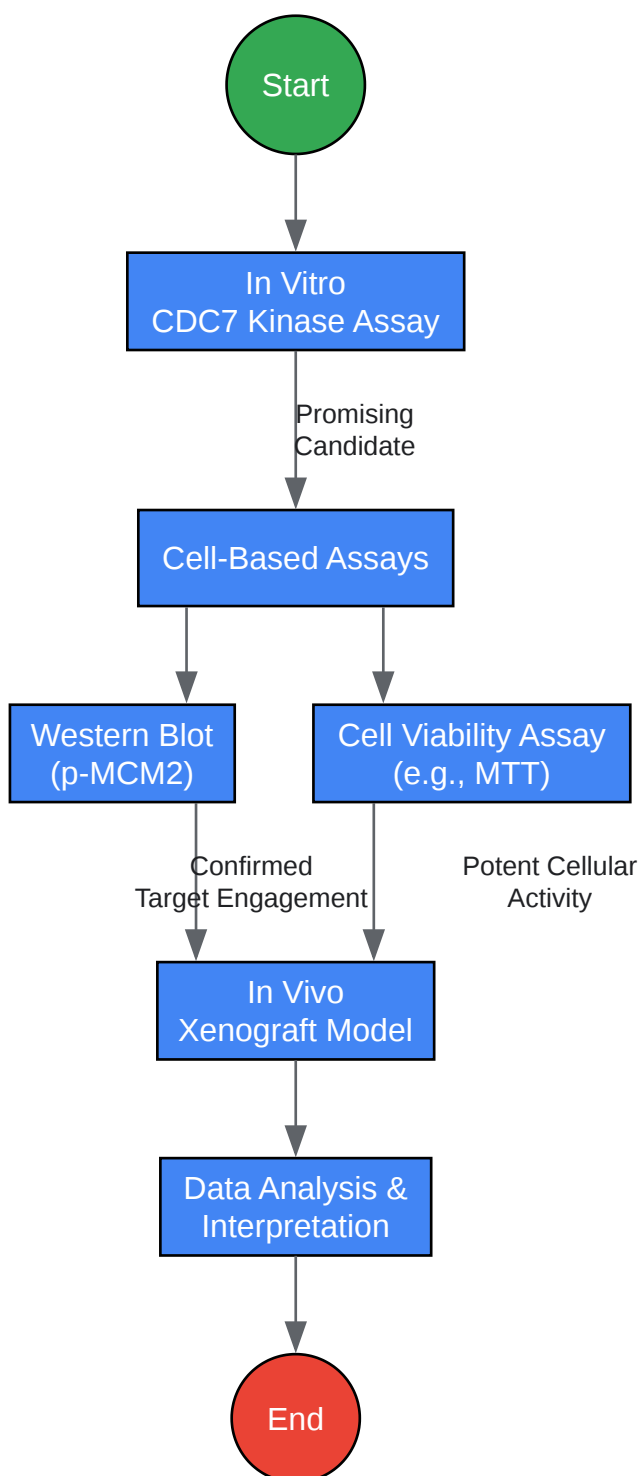 Start
In Vitro
CDC7 Kinase Assay
Promising
Candidate
Cell-Based Assays
Western Blot
(p-MCM2)
Cell Viability Assay
(e.g., MTT)
Confirmed
Target Engagement
Potent Cellular
Activity
In Vivo
Xenograft Model
Data Analysis &
Interpretation
End